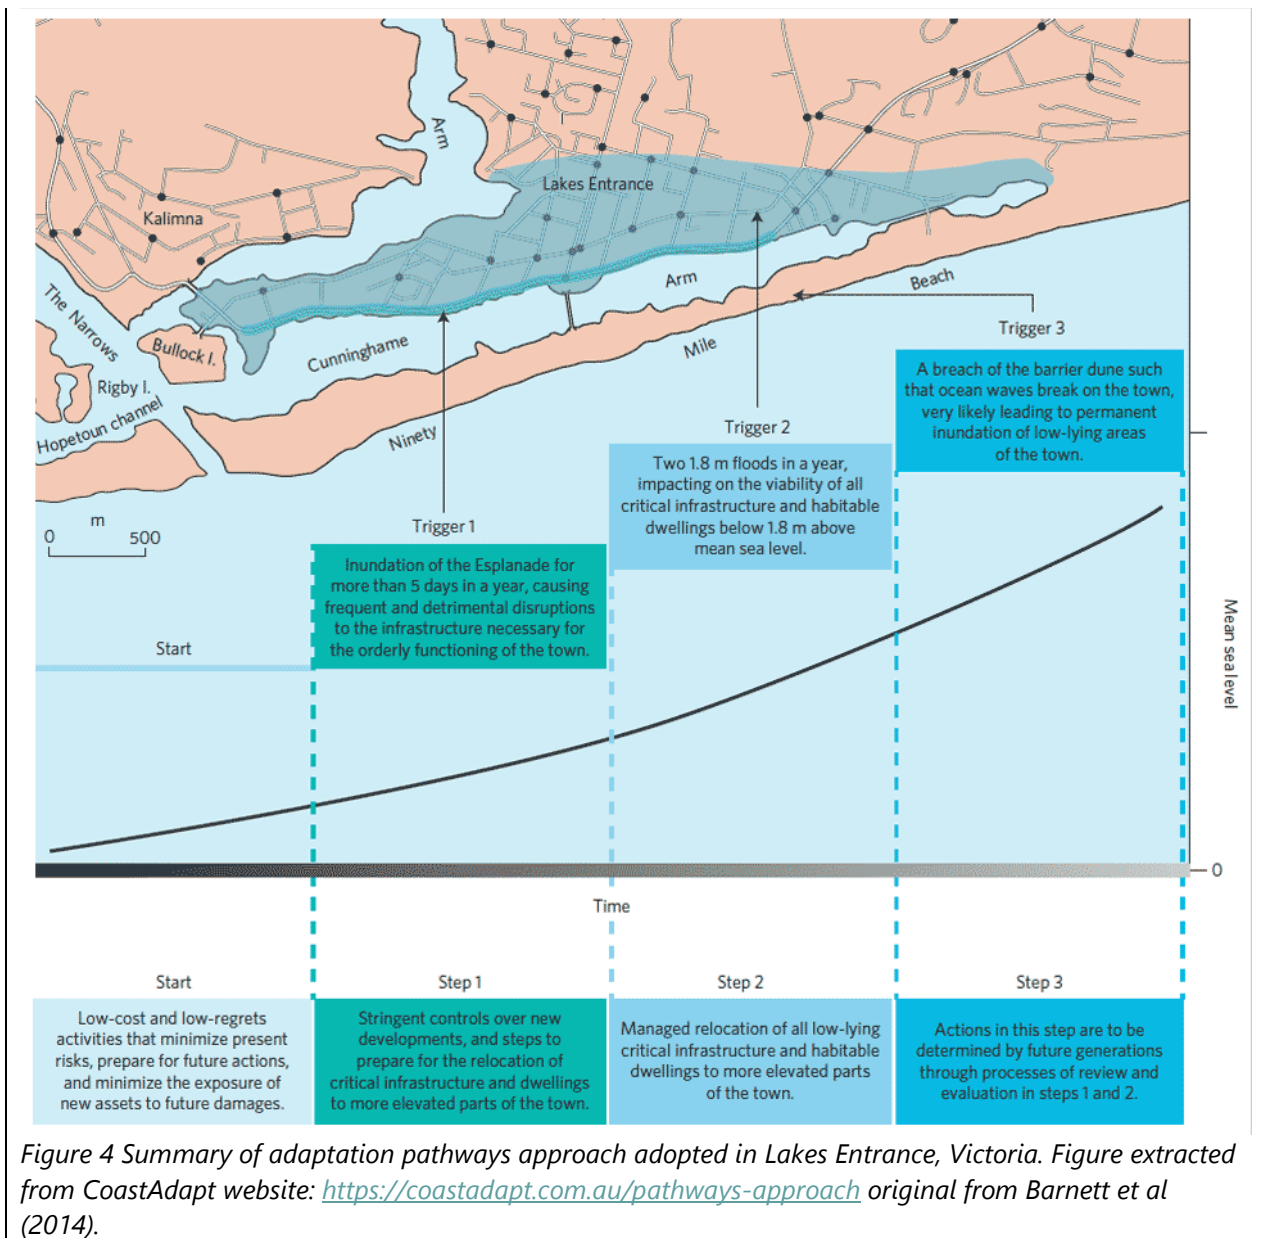 Arm
Lakes Entrance
Kalimna
The Narrows
Bullock I.
Rigby I.
Hopetoun channel
Cunninghame
Arm
Ninety
Mile
Beach
m
0 500
Trigger 3
A breach of the barrier dune such
that ocean waves break on the town,
very likely leading to permanent
inundation of low-lying areas
of the town.
Trigger 2
Two 1.8 m floods in a year,
impacting on the viability of all
critical infrastructure and habitable
dwellings below 1.8 m above
mean sea level.
Trigger 1
Inundation of the Esplanade for
more than 5 days in a year, causing
frequent and detrimental disruptions
to the infrastructure necessary for
the orderly functioning of the town.
Start
Mean sea level
0
Time
Start
Low-cost and low-regrets
activities that minimize present
risks, prepare for future actions,
and minimize the exposure of
new assets to future damages.
Step 1
Stringent controls over new
developments, and steps to
prepare for the relocation of
critical infrastructure and dwellings
to more elevated parts of the town.
Step 2
Managed relocation of all low-lying
critical infrastructure and habitable
dwellings to more elevated parts
of the town.
Step 3
Actions in this step are to be
determined by future generations
through processes of review and
evaluation in steps 1 and 2.
Figure 4 Summary of adaptation pathways approach adopted in Lakes Entrance, Victoria. Figure extracted
from CoastAdapt website: https://coastadapt.com.au/pathways-approach original from Barnett et al
(2014).